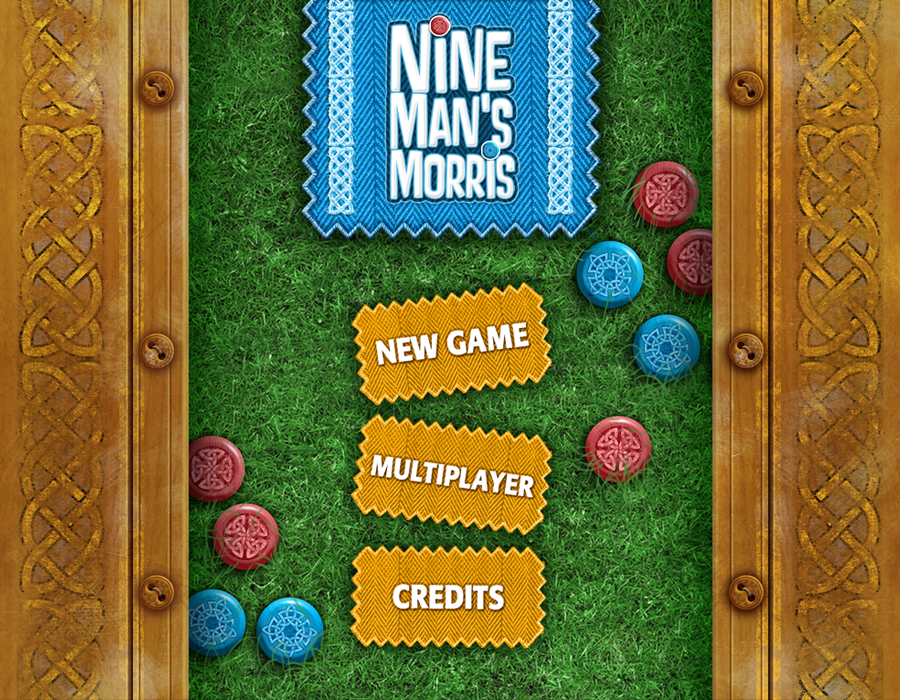 NINE
MAN'S
MORRIS
NEW GAME
MULTIPLAYER
CREDITS